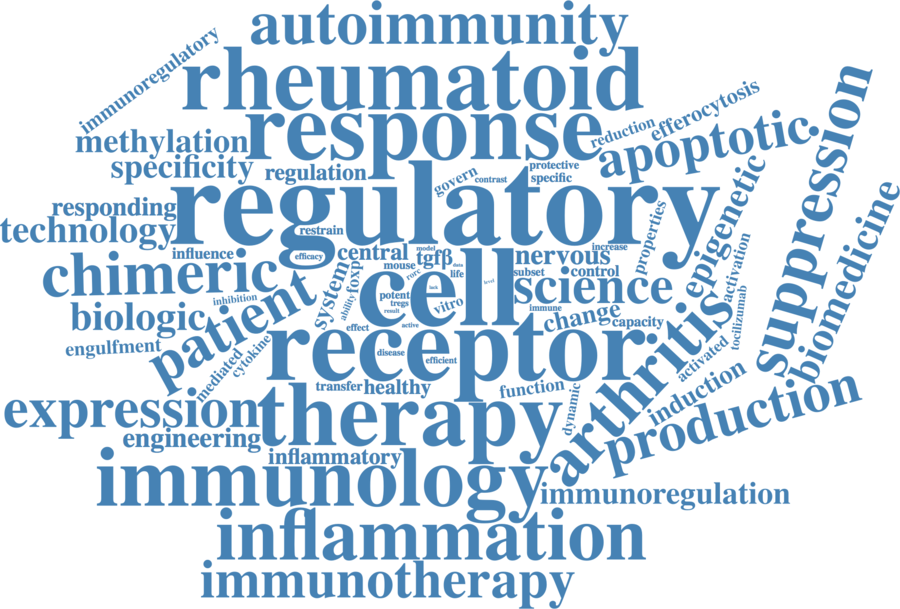 autoimmunity
immunoregulatory
rheumatoid
methylation
response
reduction
efferocytosis
apoptotic
suppression
specificity
regulation
govern
contrast
protective
specific
regulatory
responding
technology
restrain
influence
efficacy
central
model
tgfβ
mouse
nervous
increase
properties
epigenetic
biomedicine
chimeric
system
foxp
rorc
data
life
subset
control
activation
cell
lack
level
science
inhibition
ability
potent
tregs
result
vitro
immune
change
capacity
tocilizumab
biologic
patient
effect
active
receptor
arthritis
engulfment
mediated
cytokine
disease
efficient
activated
transfer
healthy
function
dynamic
induction
production
expression
engineering
therapy
inflammatory
immunology
immunoregulation
inflammation
immunotherapy